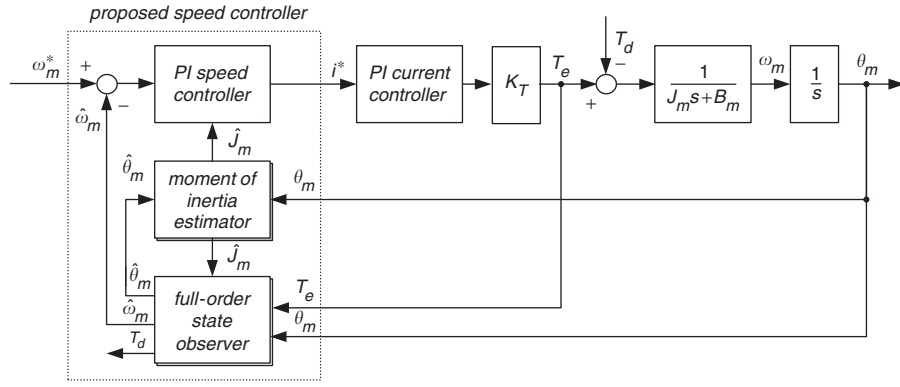 proposed speed controller
ω*m
+
−
ω̂m
PI speed
controller
i*
PI current
controller
KT
Te
+
Td
−
1
Jms+Bm
ωm
1
s
θm
Ĵm
θ̂m
moment of
inertia
estimator
θm
Ĵm
θ̂m
ω̂m
Td
full-order
state
observer
Te
θm